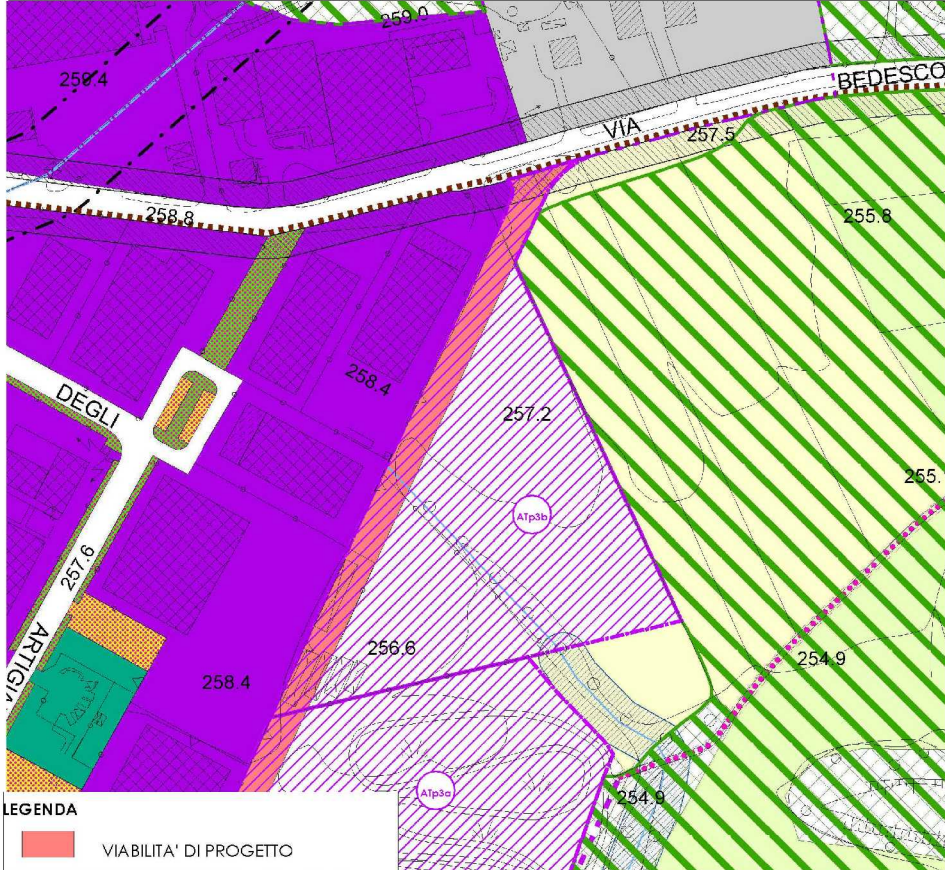 259.0
258.4
BEDESCO
VIA
257.5
258.8
255.8
258.4
DEGLI
257.2
255.
ATp3b
257.6
256.6
254.9
258.4
ARTIGIA
ATp3a
254.9
LEGENDA
VIABILITA' DI PROGETTO